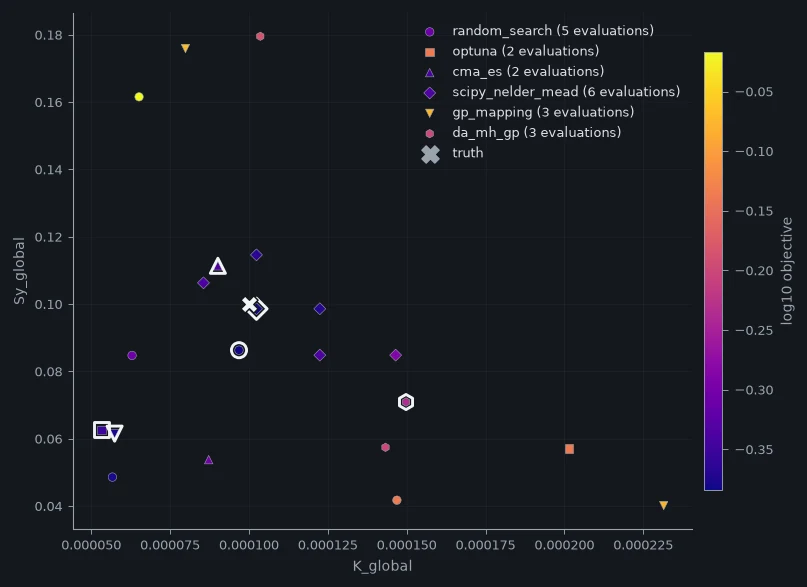 random_search (5 evaluations)
optuna (2 evaluations)
cma_es (2 evaluations)
scipy_nelder_mead (6 evaluations)
gp_mapping (3 evaluations)
da_mh_gp (3 evaluations)
truth
Sy_global
0.18
0.16
0.14
0.12
0.10
0.08
0.06
0.04
0.000050 0.000075 0.000100 0.000125 0.000150 0.000175 0.000200 0.000225
K_global
−0.05
−0.10
−0.15
−0.20
−0.25
−0.30
−0.35
log10 objective